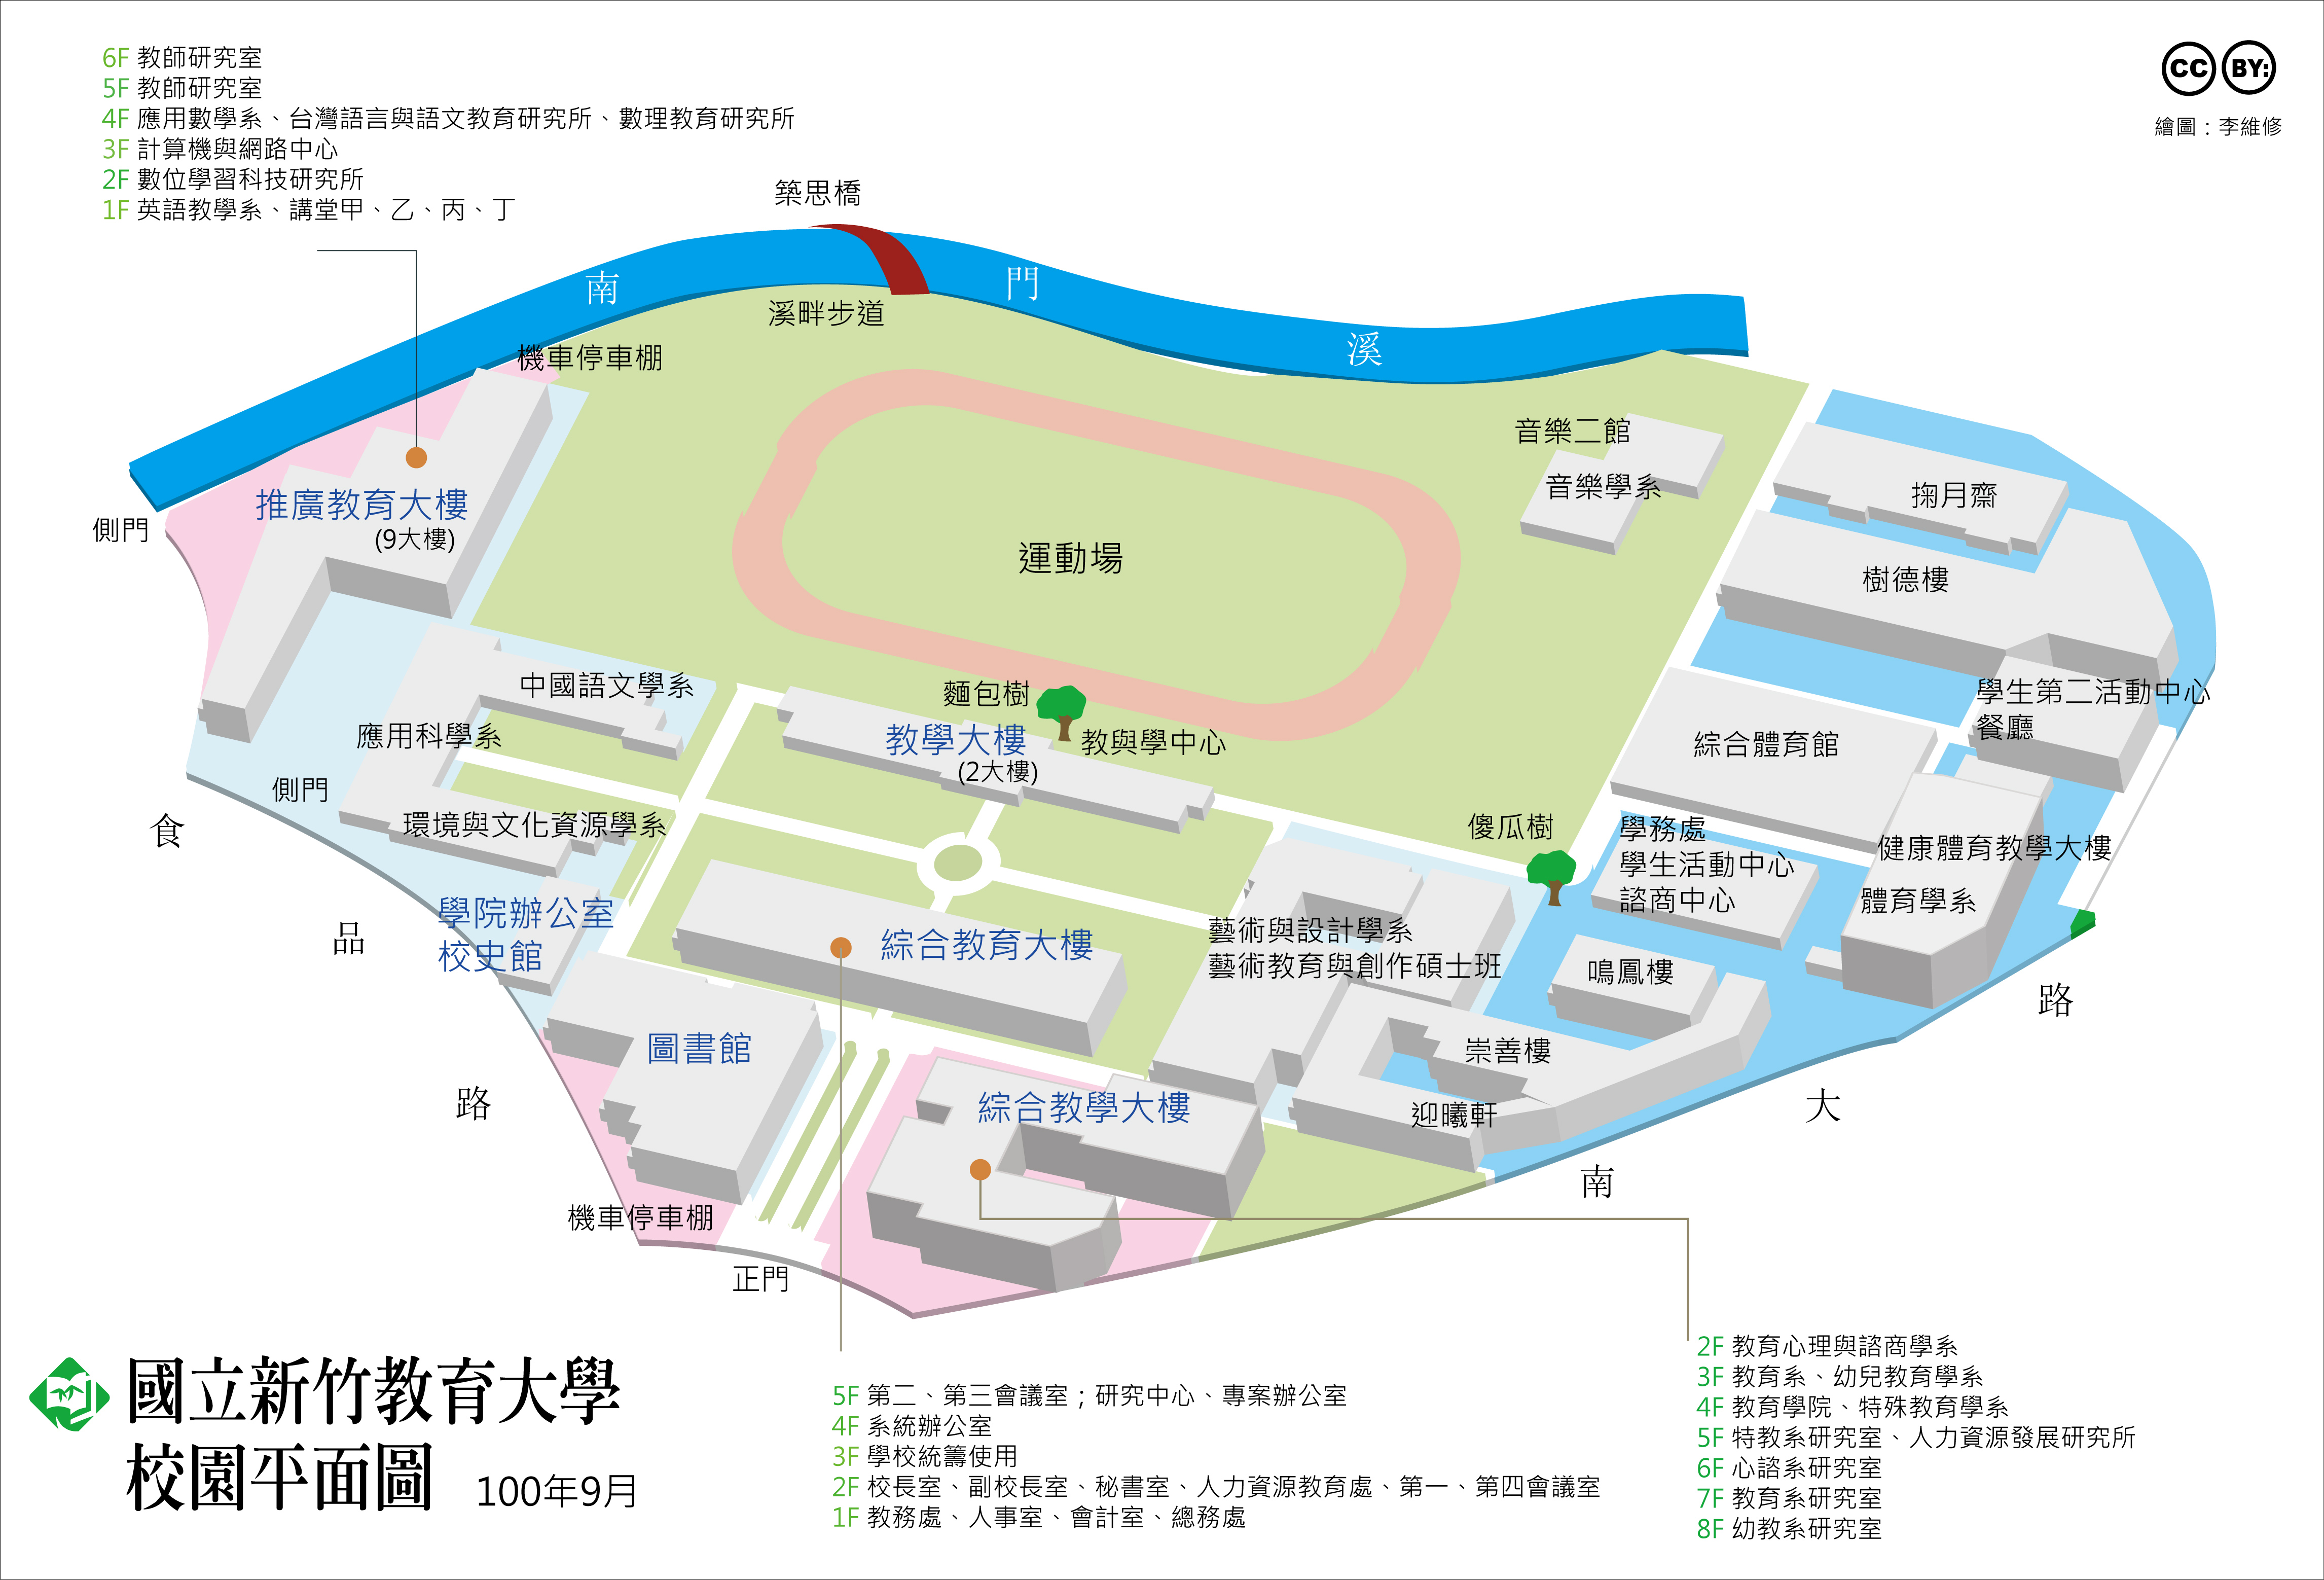 6F 教師研究室
5F 教師研究室
4F 應用數學系、台灣語言與語文教育研究所、數理教育研究所
3F 計算機與網路中心
2F 數位學習科技研究所
1F 英語教學系、講堂甲、乙、丙、丁
CC BY:
繪圖：李維修
築思橋
南門溪
溪畔步道
機車停車棚
音樂二館
音樂學系
掬月齋
推廣教育大樓
(9大樓)
側門
運動場
樹德樓
中國語文學系
麵包樹
學生第二活動中心
餐廳
應用科學系
教學大樓
(2大樓)
教與學中心
綜合體育館
側門
食品路
環境與文化資源學系
傻瓜樹
學務處
學生活動中心
諮商中心
健康體育教學大樓
體育學系
學院辦公室
校史館
綜合教育大樓
藝術與設計學系
藝術教育與創作碩士班
鳴鳳樓
圖書館
崇善樓
綜合教學大樓
迎曦軒
南大路
機車停車棚
正門
國立新竹教育大學
校園平面圖 100年9月
5F 第二、第三會議室；研究中心、專案辦公室
4F 系統辦公室
3F 學校統籌使用
2F 校長室、副校長室、秘書室、人力資源教育處、第一、第四會議室
1F 教務處、人事室、會計室、總務處
2F 教育心理與諮商學系
3F 教育系、幼兒教育學系
4F 教育學院、特殊教育學系
5F 特教系研究室、人力資源發展研究所
6F 心諮系研究室
7F 教育系研究室
8F 幼教系研究室